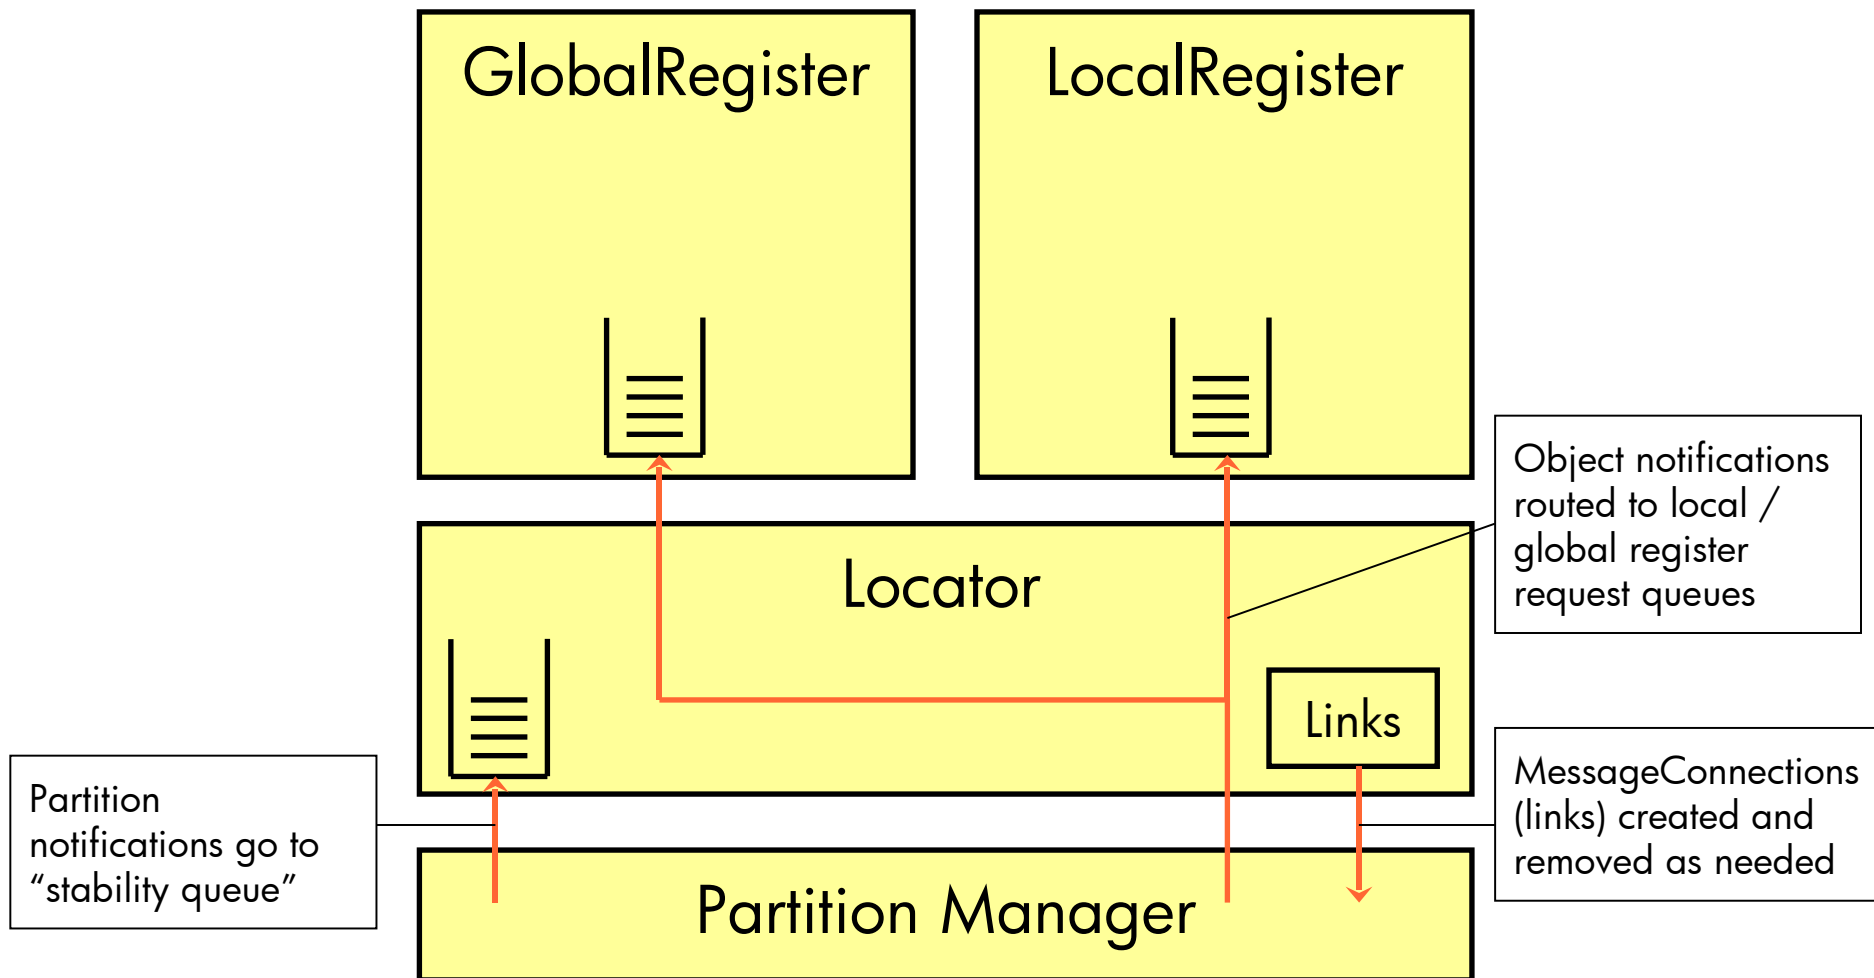 GlobalRegister
LocalRegister
Object notifications
routed to local /
global register
request queues
Locator
Links
Partition
notifications go to
“stability queue”
MessageConnections
(links) created and
removed as needed
Partition Manager